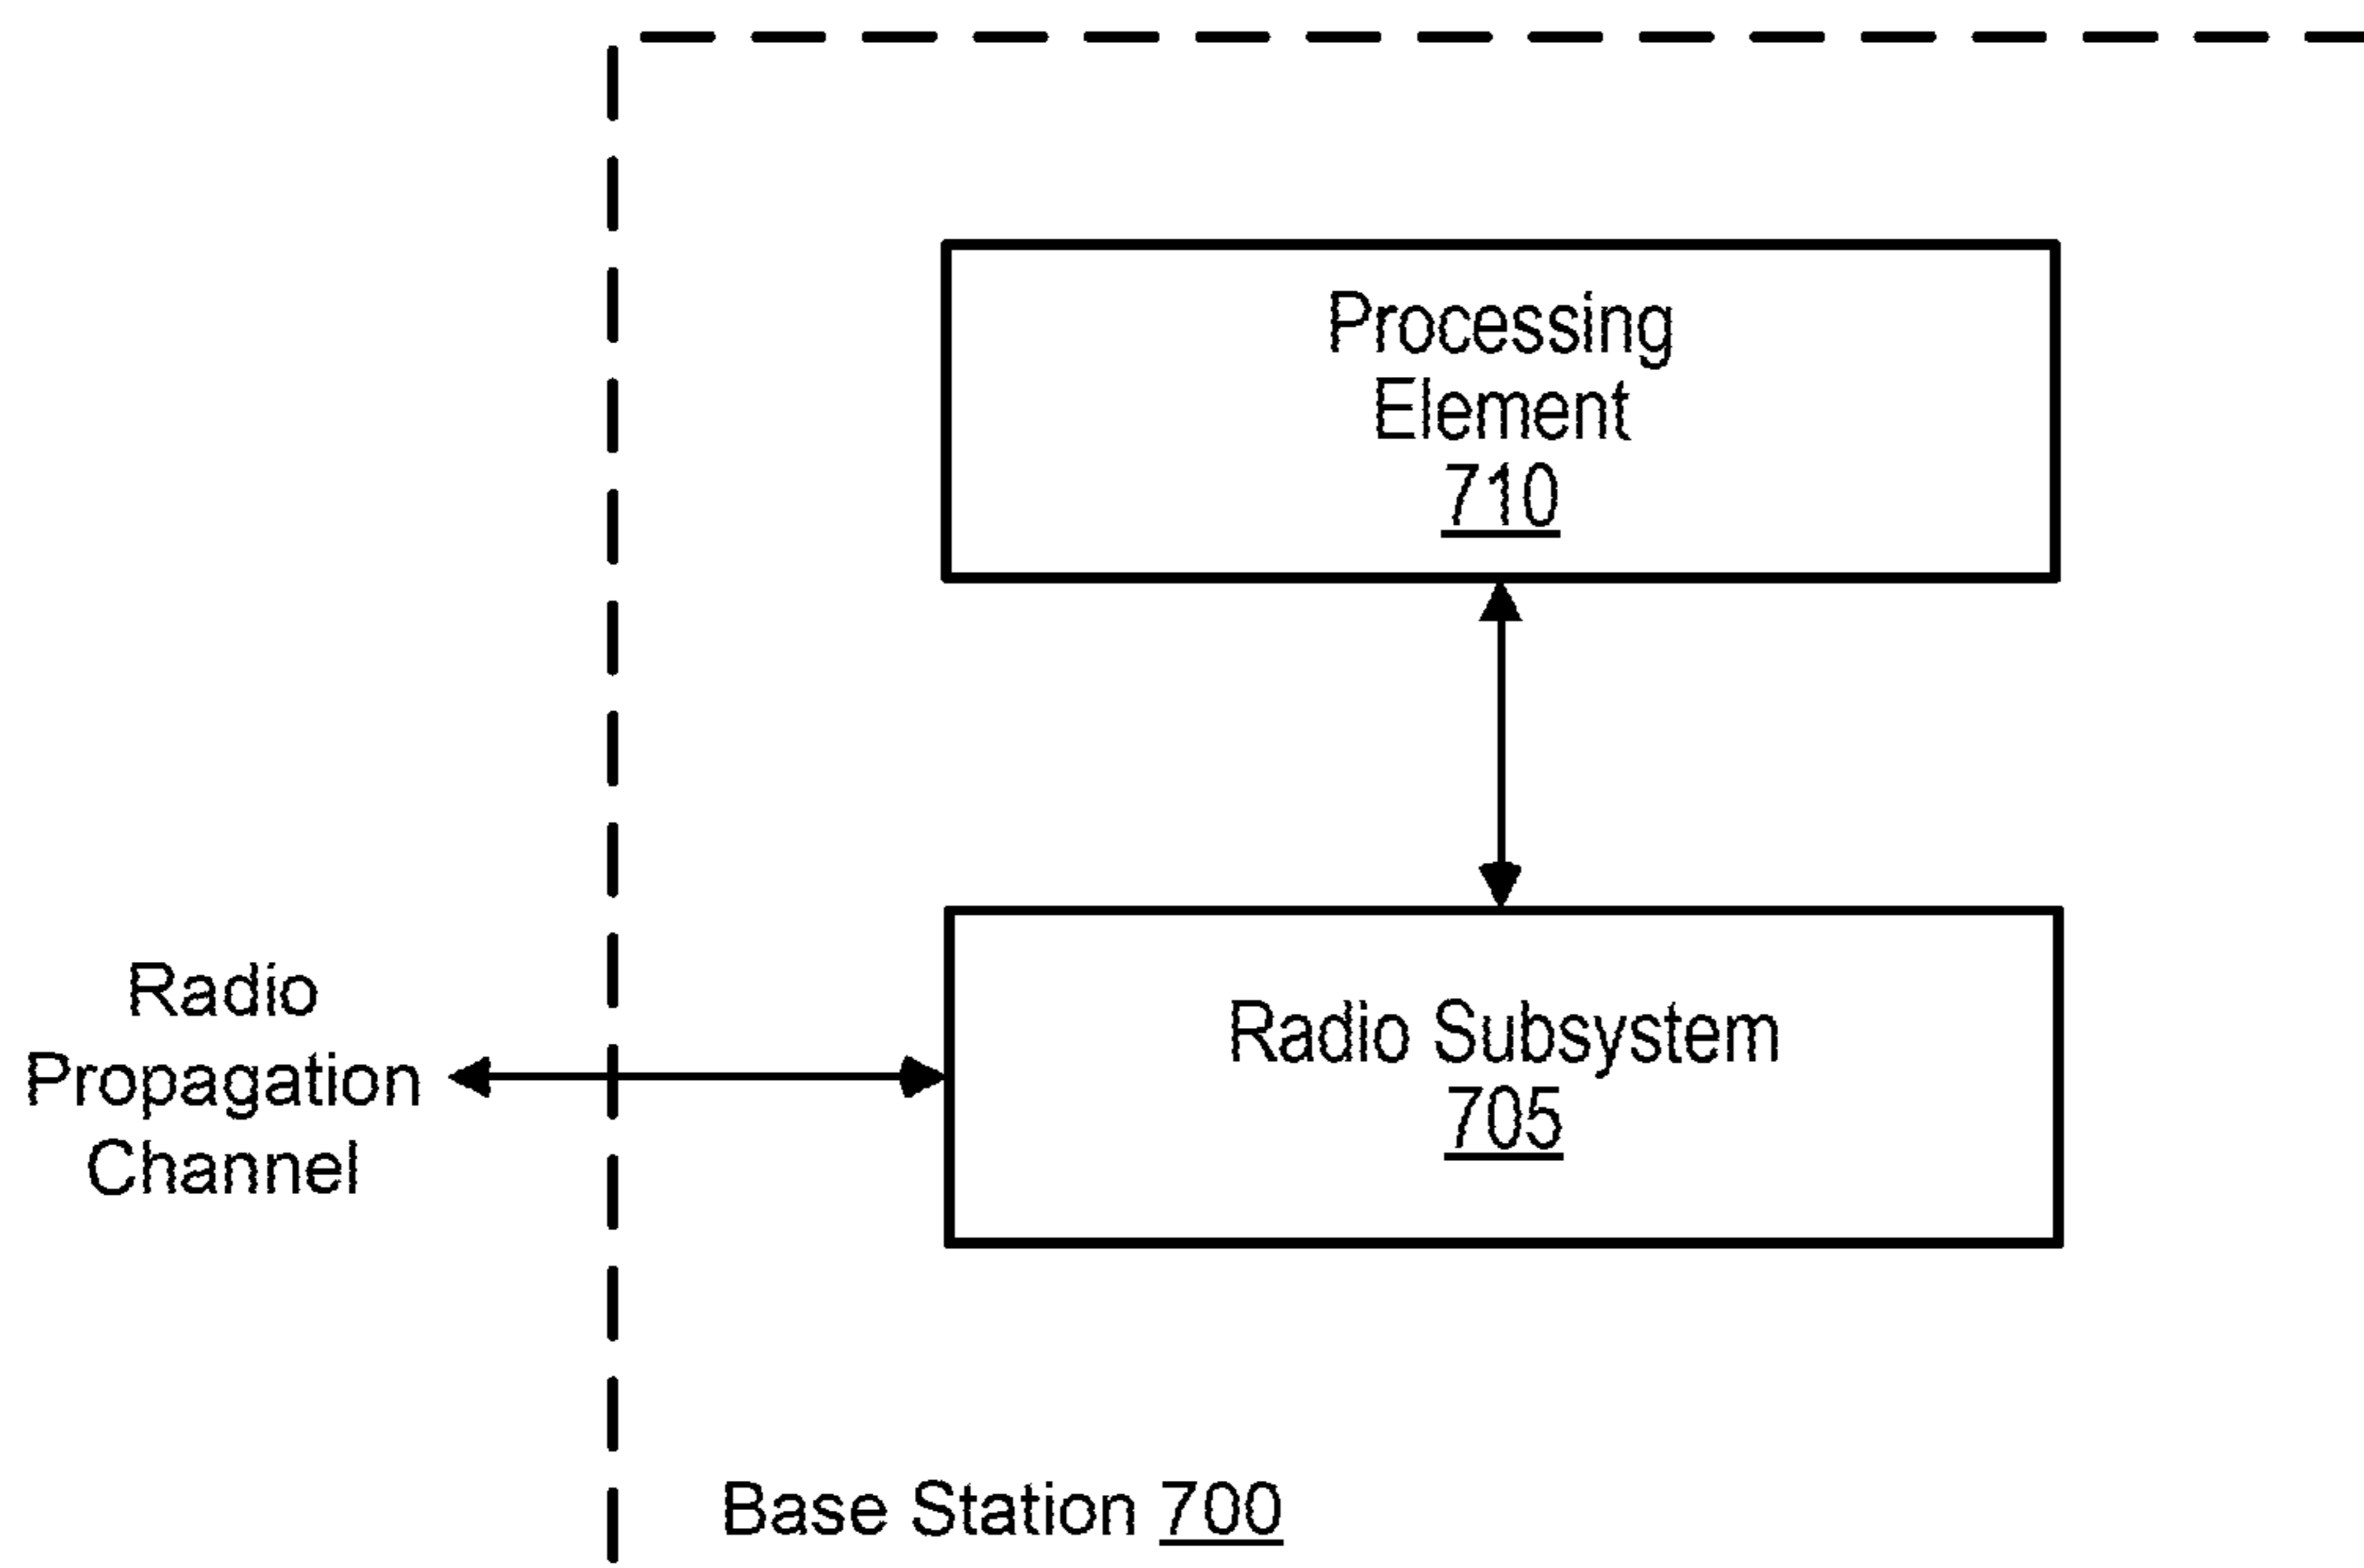 Processing
Element
710
Radio
Propagation
Channel
Radio Subsystem
705
Base Station 700